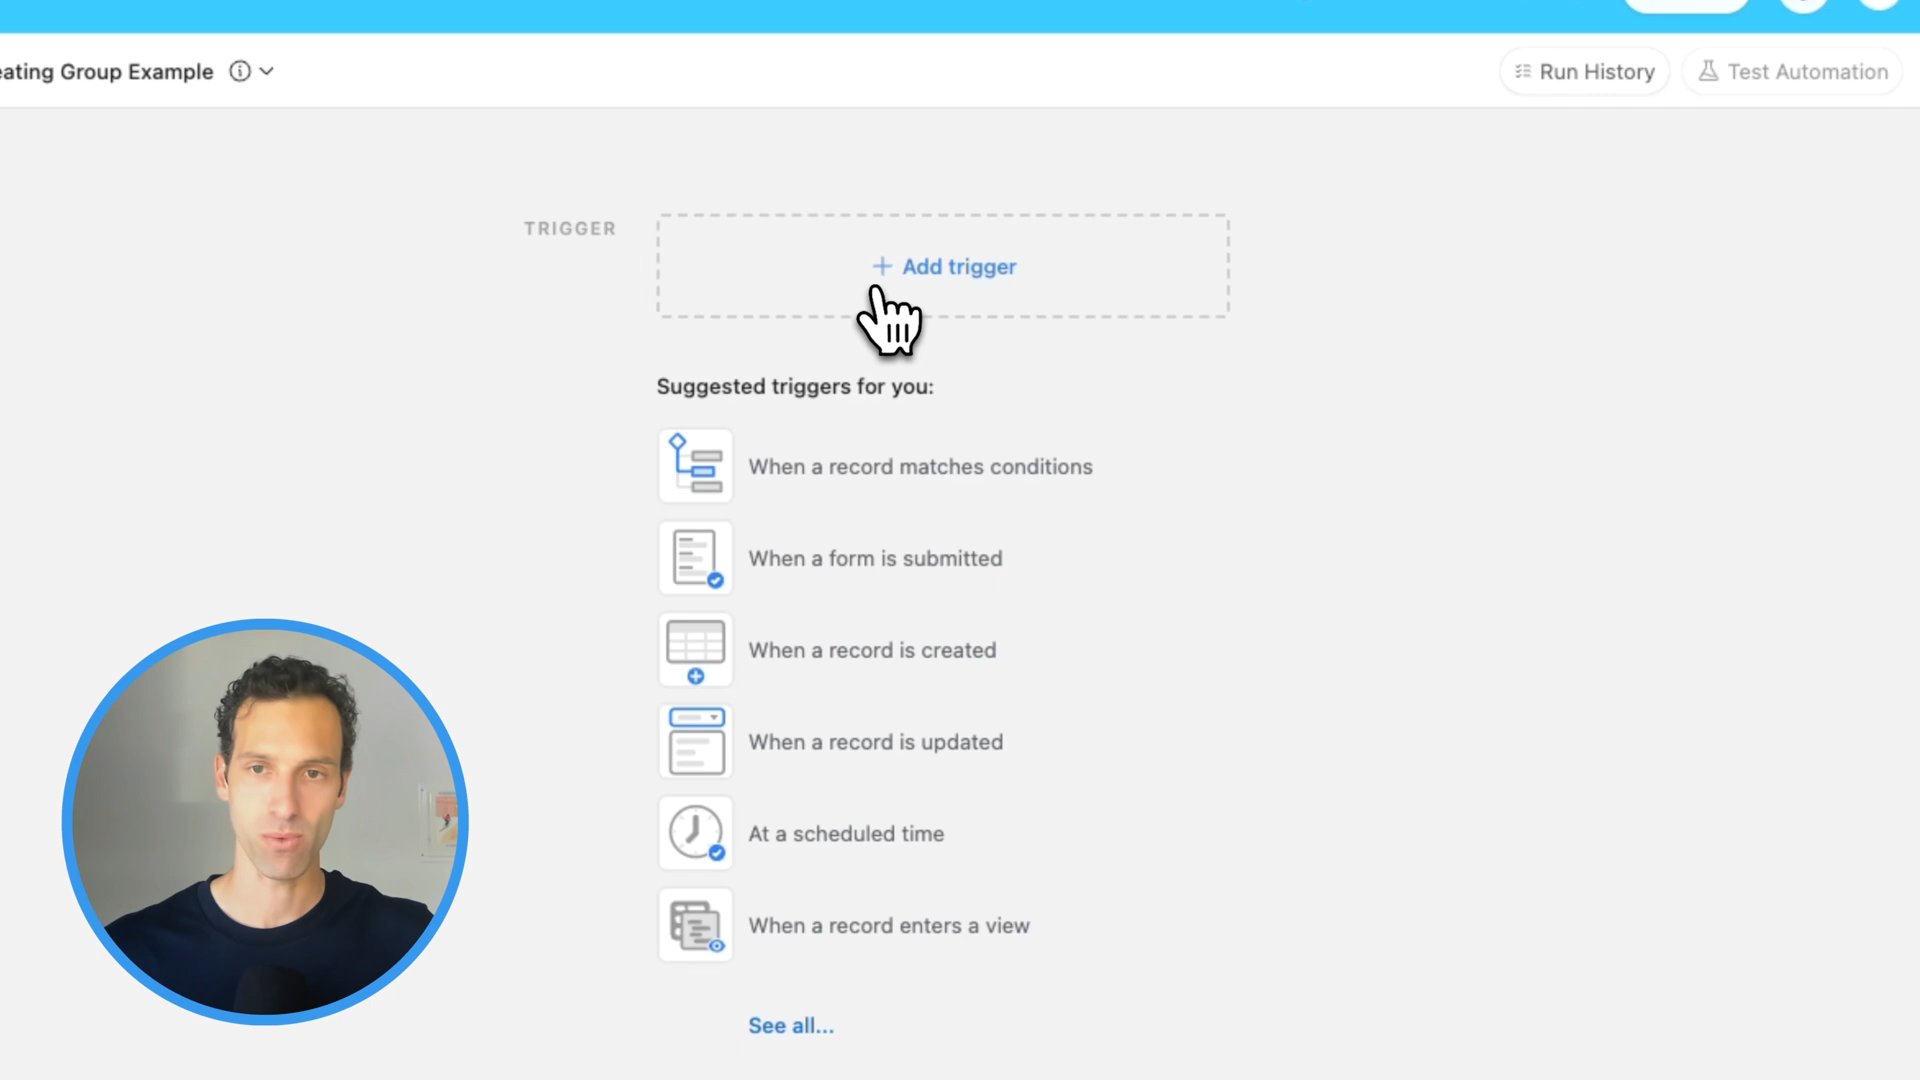 eating Group Example
Run History
Test Automation
TRIGGER
+ Add trigger
Suggested triggers for you:
When a record matches conditions
When a form is submitted
When a record is created
When a record is updated
At a scheduled time
When a record enters a view
See all...